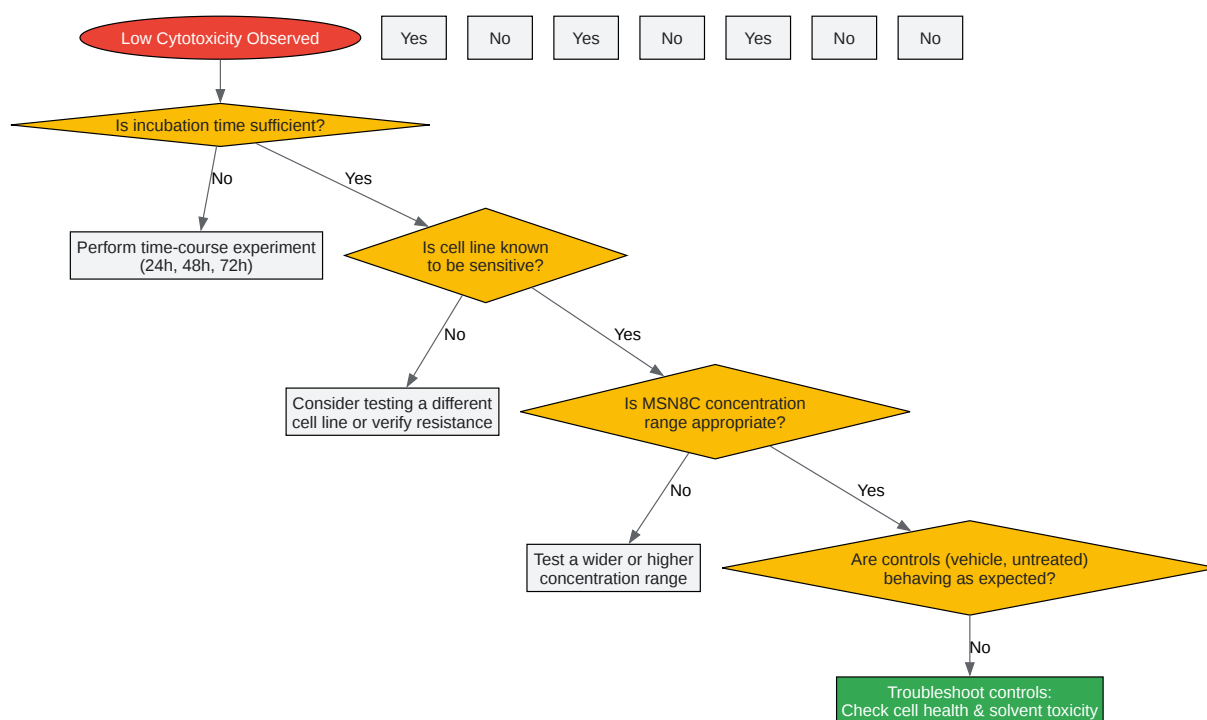 Low Cytotoxicity Observed
Yes
No
Yes
No
Yes
No
No
Is incubation time sufficient?
No
Yes
Perform time-course experiment
(24h, 48h, 72h)
Is cell line known
to be sensitive?
No
Yes
Consider testing a different
cell line or verify resistance
Is MSN8C concentration
range appropriate?
No
Yes
Test a wider or higher
concentration range
Are controls (vehicle, untreated)
behaving as expected?
No
Troubleshoot controls:
Check cell health & solvent toxicity